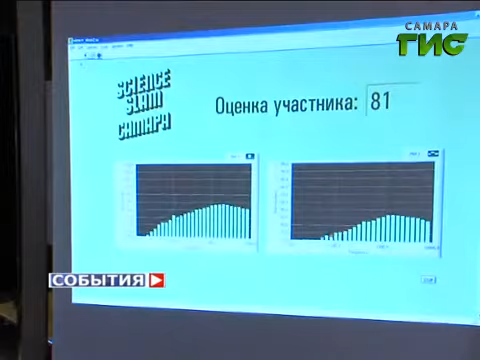 САМАРА
ГИС
SCIENCE
SLAM
САМАРА
Оценка участника: 81
СОБЫТИЯ